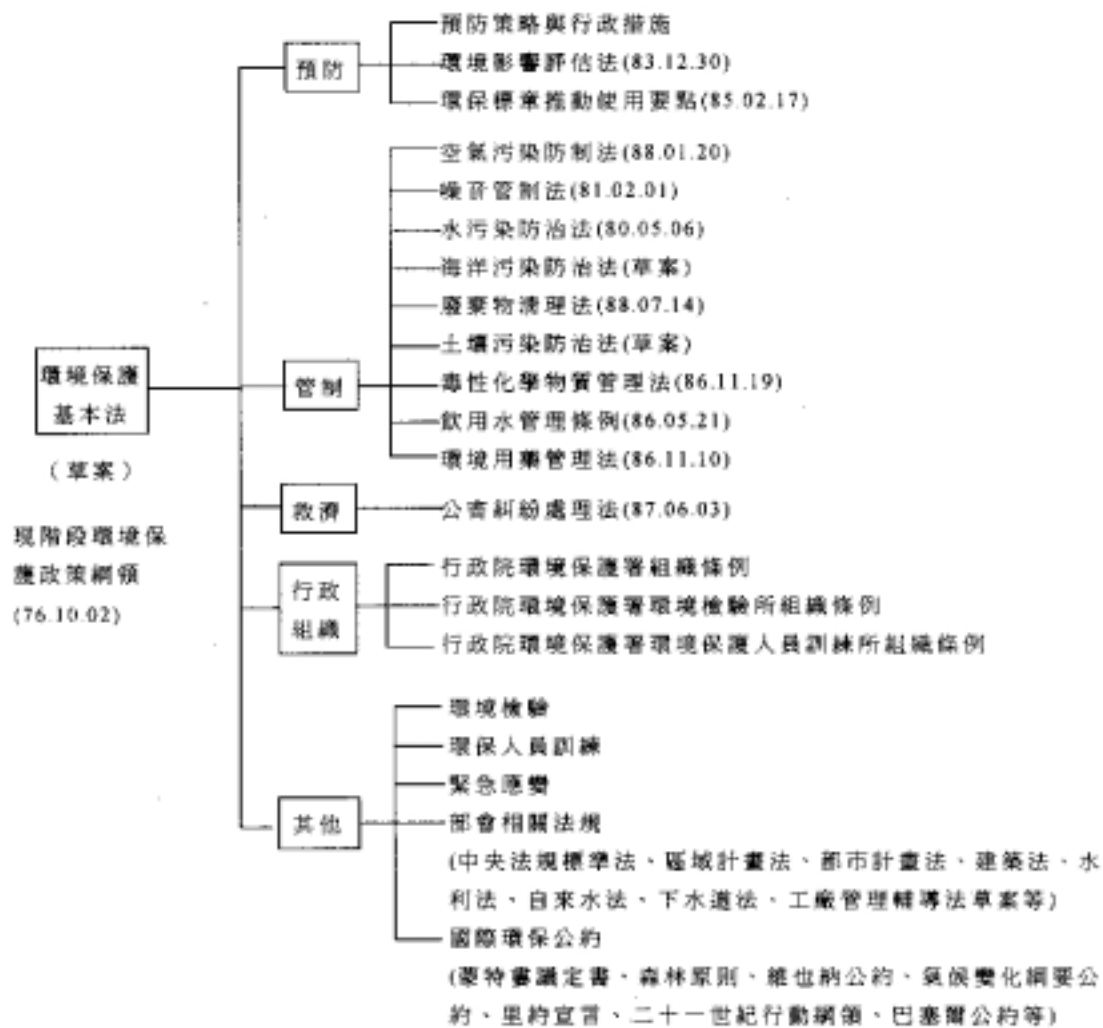 環境保護
基本法
(草案)
現階段環境保
護政策綱領
(76.10.02)
預防
預防策略與行政措施
環境影響評估法(83.12.30)
環保標章推動使用要點(85.02.17)
管制
空氣污染防制法(88.01.20)
噪音管制法(81.02.01)
水污染防治法(80.05.06)
海洋污染防治法(草案)
廢棄物清理法(88.07.14)
土壤污染防治法(草案)
毒性化學物質管理法(86.11.19)
飲用水管理條例(86.05.21)
環境用藥管理法(86.11.10)
救濟
公害糾紛處理法(87.06.03)
行政
組織
行政院環境保護署組織條例
行政院環境保護署環境檢驗所組織條例
行政院環境保護署環境保護人員訓練所組織條例
其他
環境檢驗
環保人員訓練
緊急應變
部會相關法規
(中央法規標準法、區域計畫法、都市計畫法、建築法、水
利法、自來水法、下水道法、工廠管理輔導法草案等)
國際環保公約
(蒙特婁議定書、森林原則、維也納公約、氣候變化綱要公
約、里約宣言、二十一世紀行動綱領、巴塞爾公約等)